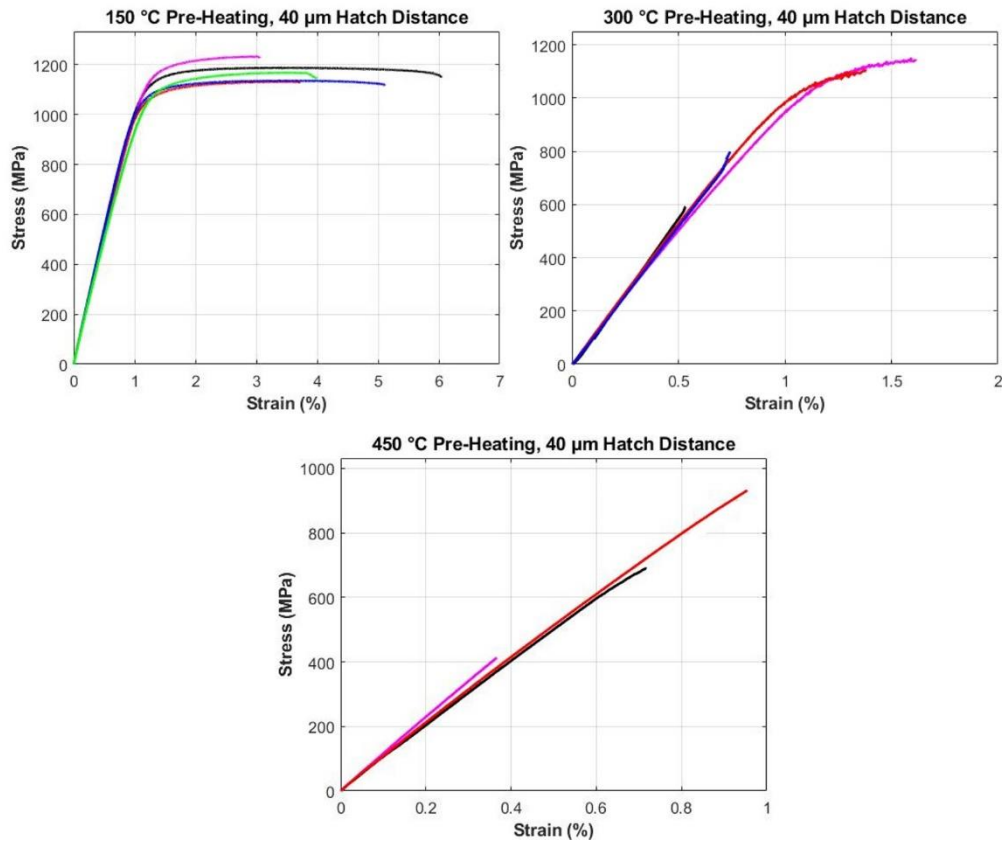 150 °C Pre-Heating, 40 µm Hatch Distance
1200
1000
800
600
400
200
0
Stress (MPa)
0 1 2 3 4 5 6 7
Strain (%)
300 °C Pre-Heating, 40 µm Hatch Distance
1200
1000
800
600
400
200
0
Stress (MPa)
0 0.5 1 1.5 2
Strain (%)
450 °C Pre-Heating, 40 µm Hatch Distance
1000
800
600
400
200
0
Stress (MPa)
0 0.2 0.4 0.6 0.8 1
Strain (%)